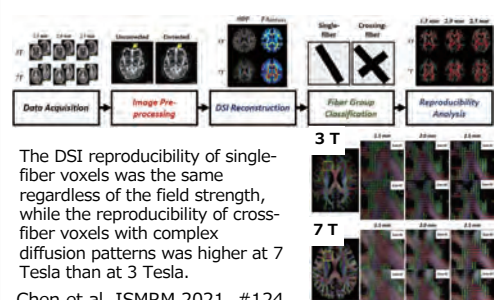 1.5 mm 2.0 mm 2.5 mm
Uncorrected Corrected
Single-
fiber
Crossing-
fiber
1.5 mm 2.0 mm 2.5 mm
3T
7T
Data Acquisition
Image Pre-
processing
DSI Reconstruction
Fiber Group
Classification
Reproducibility
Analysis
The DSI reproducibility of single-
fiber voxels was the same
regardless of the field strength,
while the reproducibility of cross-
fiber voxels with complex
diffusion patterns was higher at 7
Tesla than at 3 Tesla.
3 T
7 T
Chen et al. ISMRM 2021, #124